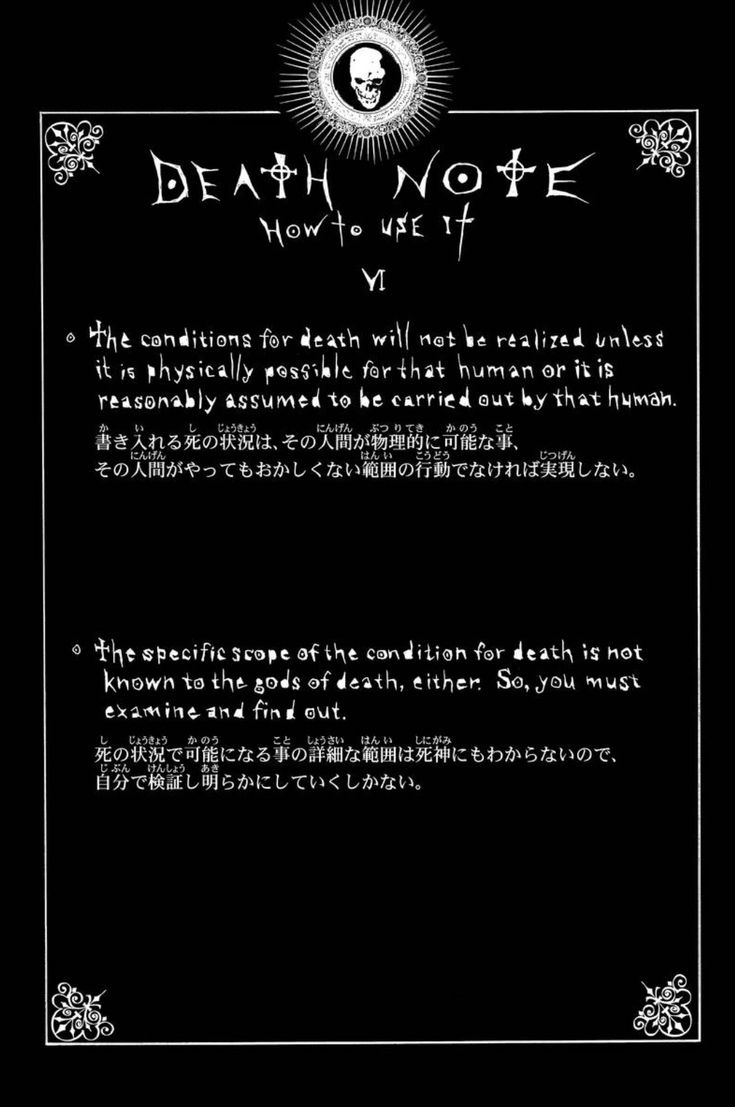 DEATH NOTE
HOW to USE It
VI
The conditions for death will not be realized unless
it is physically possible for that human or it is
reasonably assumed to be carried out by that human.
書き入れる死の状況は、その人間が物理的に可能な事、
その人間がやってもおかしくない範囲の行動でなければ実現しない。
The specific scope of the condition for death is not
known to the gods of death, either. So, you must
examine and find out.
死の状況で可能になる事の詳細な範囲は死神にもわからないので、
自分で検証し明らかにしていくしかない。